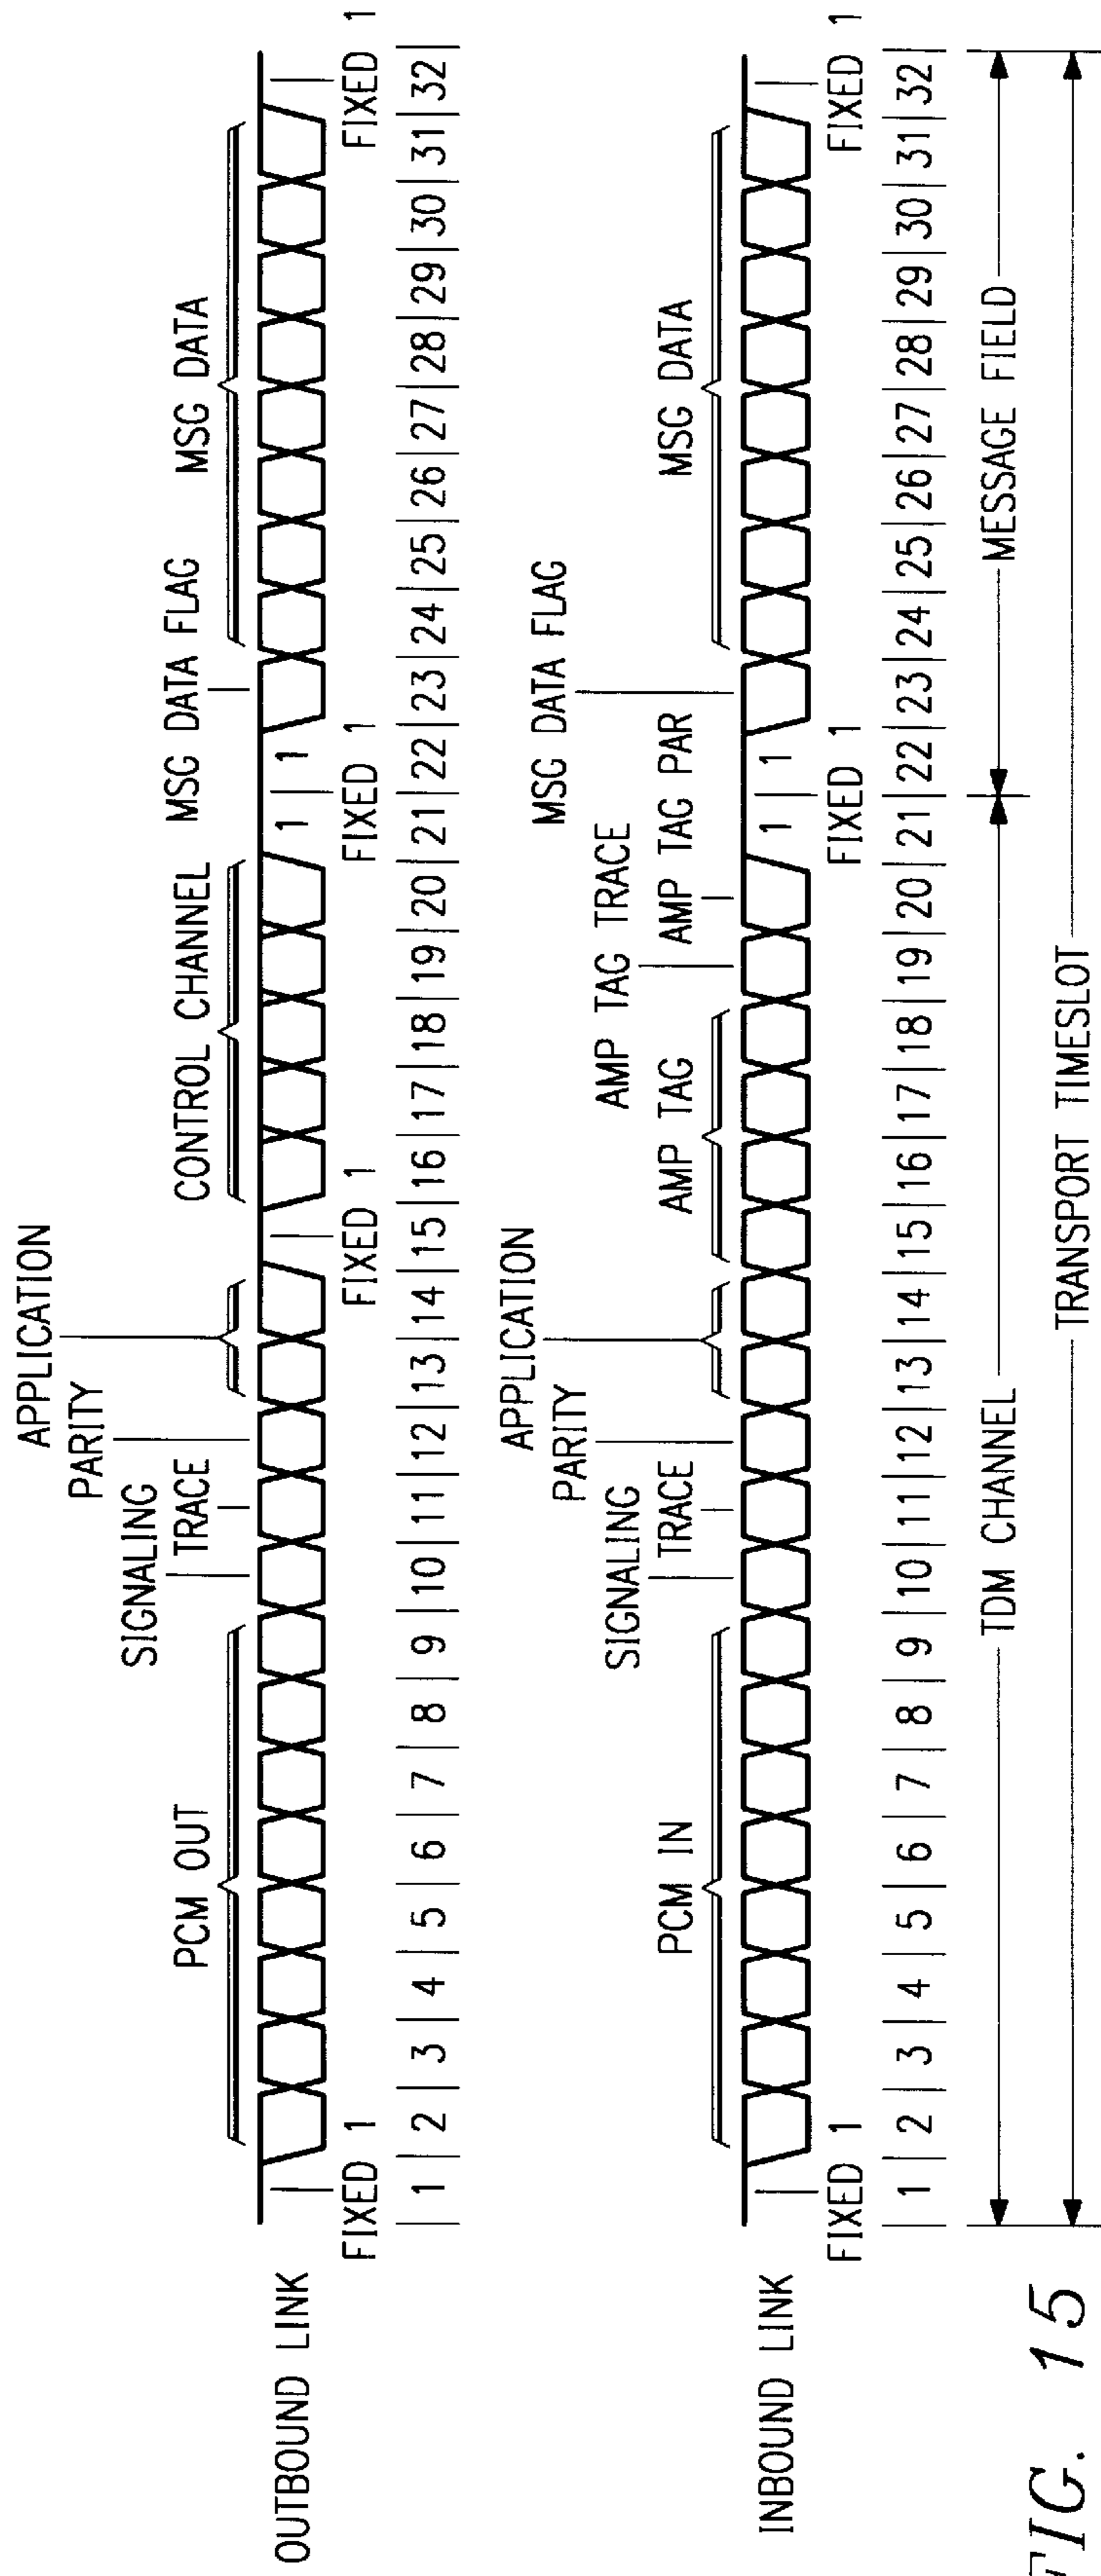 OUTBOUND LINK
APPLICATION
PARITY
SIGNALING
TRACE
PCM OUT
CONTROL CHANNEL
MSG DATA FLAG
MSG DATA
1 1
FIXED 1
FIXED 1
FIXED 1
FIXED 1
1 2 3 4 5 6 7 8 9 10 11 12 13 14 15 16 17 18 19 20 21 22 23 24 25 26 27 28 29 30 31 32
INBOUND LINK
APPLICATION
PARITY
SIGNALING
TRACE
PCM IN
AMP TAG
AMP TAG TRACE
AMP TAG PAR
MSG DATA FLAG
MSG DATA
1 1
FIXED 1
FIXED 1
FIXED 1
1 2 3 4 5 6 7 8 9 10 11 12 13 14 15 16 17 18 19 20 21 22 23 24 25 26 27 28 29 30 31 32
TDM CHANNEL
MESSAGE FIELD
TRANSPORT TIMESLOT
FIG. 15